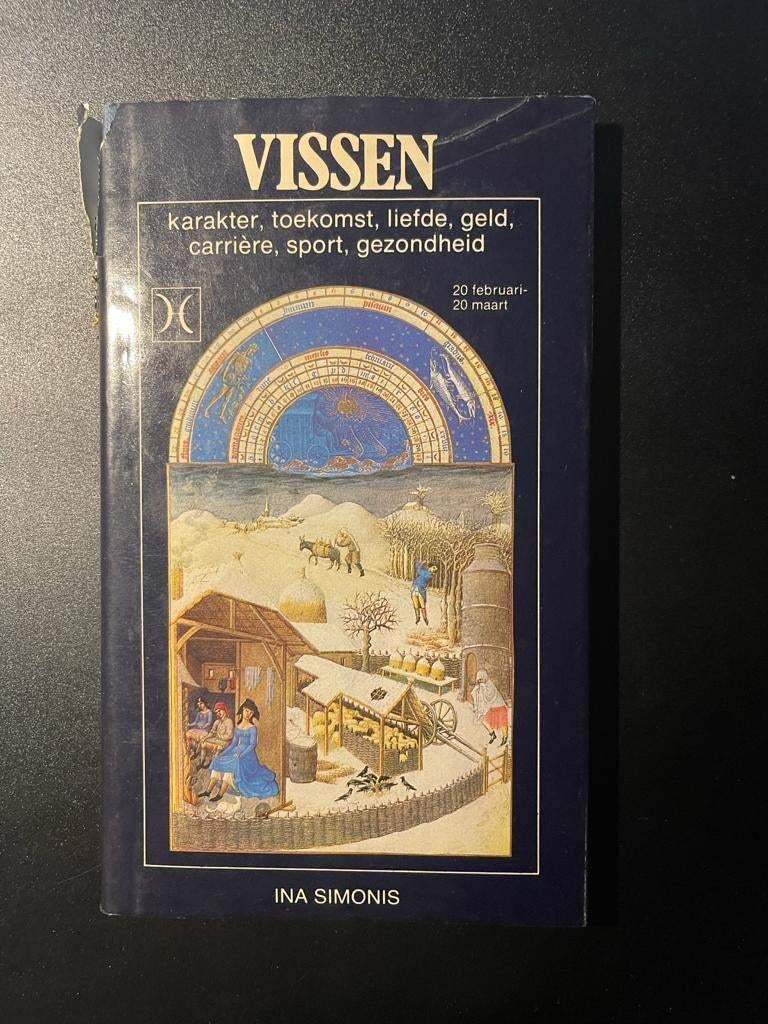 VISSEN
karakter, toekomst, liefde, geld,
carrière, sport, gezondheid
20 februari-
20 maart
INA SIMONIS